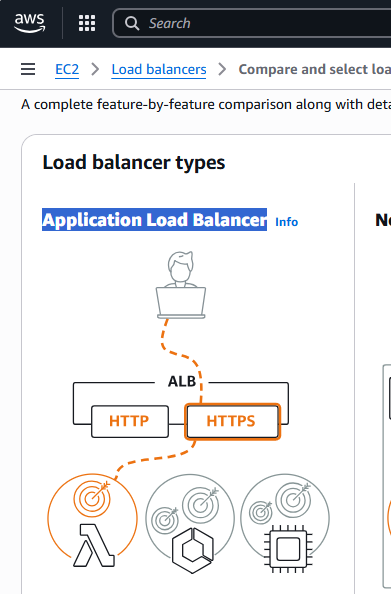 aws
Search
EC2 > Load balancers > Compare and select loa
A complete feature-by-feature comparison along with deta
Load balancer types
Application Load Balancer Info
ALB
HTTP
HTTPS